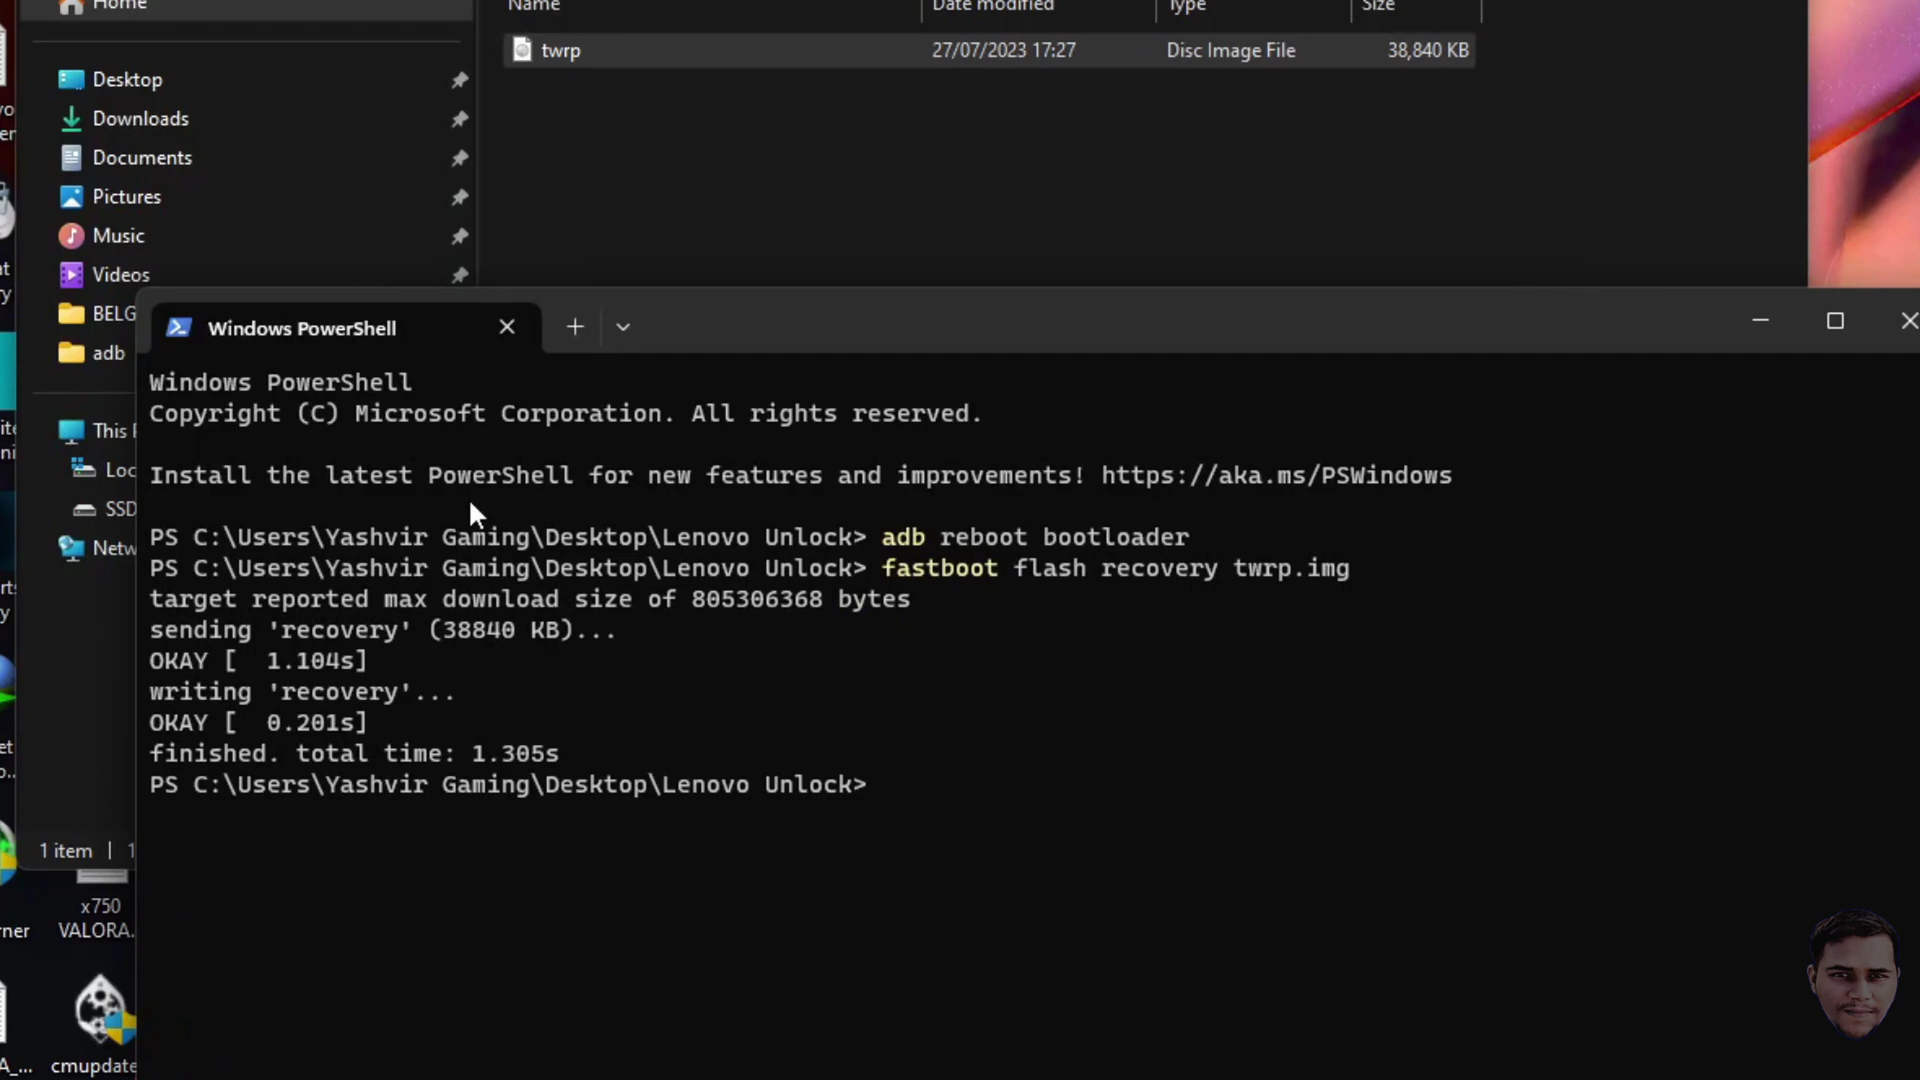 Home
Name
Date modified
Type
Size
twrp
27/07/2023 17:27
Disc Image File
38,840 KB
Desktop
Downloads
Documents
Pictures
Music
Videos
BELG
adb
This
Loc
SSD
Netw
1 item
Windows PowerShell
Windows PowerShell
Copyright (C) Microsoft Corporation. All rights reserved.
Install the latest PowerShell for new features and improvements! https://aka.ms/PSWindows
PS C:\Users\Yashvir Gaming\Desktop\Lenovo Unlock> adb reboot bootloader
PS C:\Users\Yashvir Gaming\Desktop\Lenovo Unlock> fastboot flash recovery twrp.img
target reported max download size of 805306368 bytes
sending 'recovery' (38840 KB)...
OKAY [  1.104s]
writing 'recovery'...
OKAY [  0.201s]
finished. total time: 1.305s
PS C:\Users\Yashvir Gaming\Desktop\Lenovo Unlock>
x750
VALORA...
cmupdate